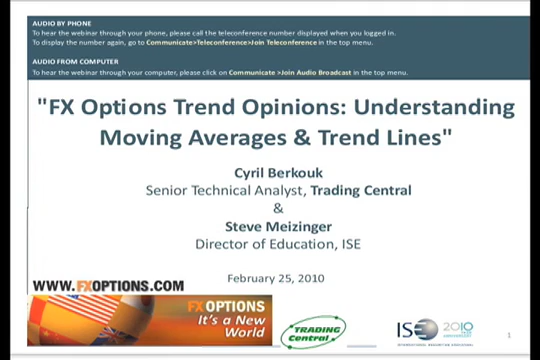 AUDIO BY PHONE
To hear the webinar through your phone, please call the teleconference number displayed when you logged in.
To display the number again, go to Communicate>Teleconference>Join Teleconference in the top menu.
AUDIO FROM COMPUTER
To hear the webinar through your computer, please click on Communicate >Join Audio Broadcast in the top menu.
"FX Options Trend Opinions: Understanding
Moving Averages & Trend Lines"
Cyril Berkouk
Senior Technical Analyst, Trading Central
&
Steve Meizinger
Director of Education, ISE
February 25, 2010
WWW.FXOPTIONS.COM
FXOPTIONS
It's a New
World
TRADING
Central
ISE 2010
INTERNATIONAL SECURITIES EXCHANGE
1